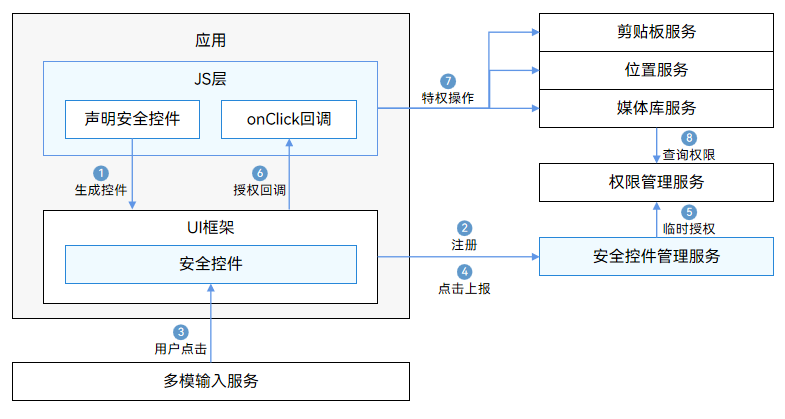 应用
JS层
声明安全控件
onClick回调
1
生成控件
6
授权回调
UI框架
安全控件
3
用户点击
多模输入服务
7
特权操作
2
注册
4
点击上报
剪贴板服务
位置服务
媒体库服务
8
查询权限
权限管理服务
5
临时授权
安全控件管理服务